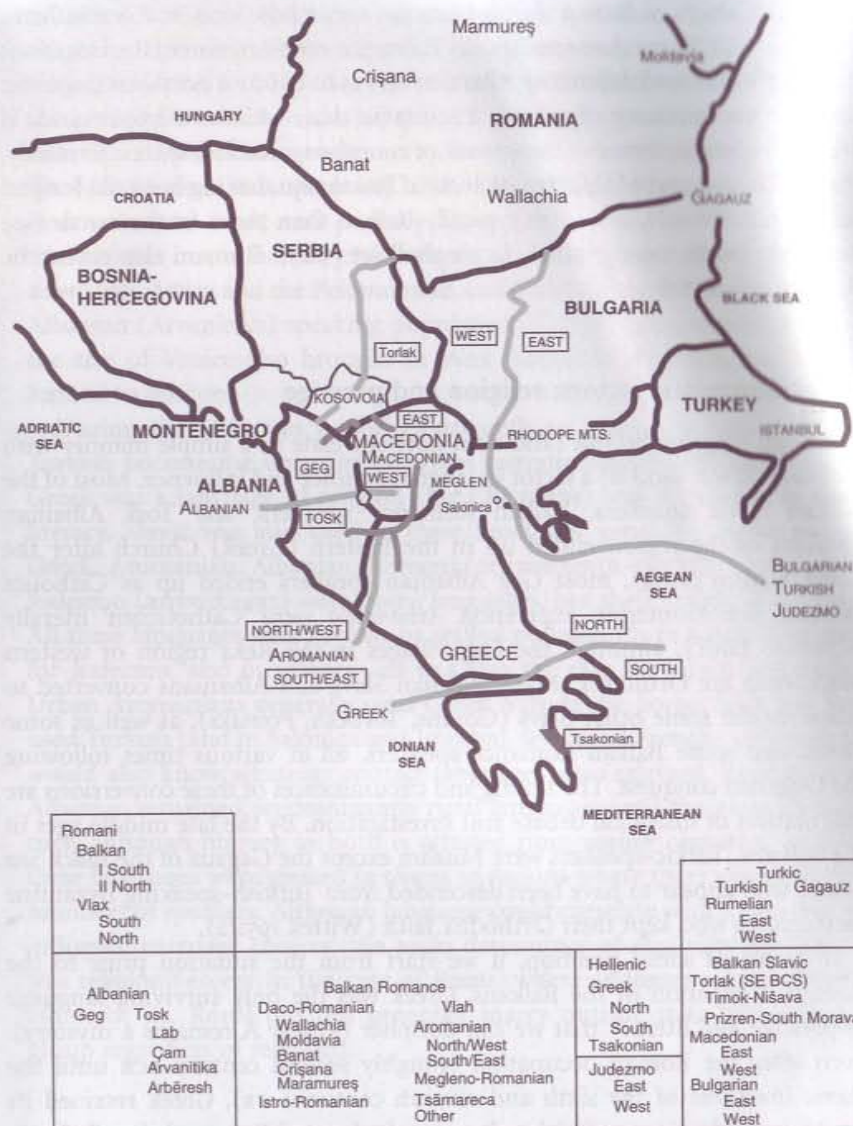 Marmureş
Moldavia
Crişana
HUNGARY
ROMANIA
Banat
CROATIA
Wallachia
GAGAUZ
SERBIA
BOSNIA-
HERCEGOVINA
BULGARIA
BLACK SEA
WEST
EAST
Torlak
KOSOVOIA
TURKEY
ADRIATIC
SEA
MONTENEGRO
EAST
MACEDONIA
MACEDONIAN
RHODOPE MTS.
ISTANBUL
GEG
WEST
ALBANIA
MEGLEN
ALBANIAN
TOSK
Salonica
AEGEAN
SEA
BULGARIAN
TURKISH
JUDEZMO
NORTH/WEST
AROMANIAN
SOUTH/EAST
GREECE
NORTH
SOUTH
GREEK
IONIAN
SEA
Tsakonian
MEDITERRANEAN
SEA
Romani
Balkan
I South
II North
Vlax
South
North
Albanian
Geg Tosk
Lab
Çam
Arvanitika
Arbëresh
Balkan Romance
Daco-Romanian Vlah
Wallachia Aromanian
Moldavia North/West
Banat South/East
Crişana Megleno-Romanian
Maramureş Tsãmareca
Istro-Romanian Other
Hellenic
Greek
North
South
Tsakonian
Judezmo
East
West
Turkic
Turkish Gagauz
Rumelian
East
West
Balkan Slavic
Torlak (SE BCS)
Timok-Nišava
Prizren-South Morava
Macedonian
East
West
Bulgarian
East
West